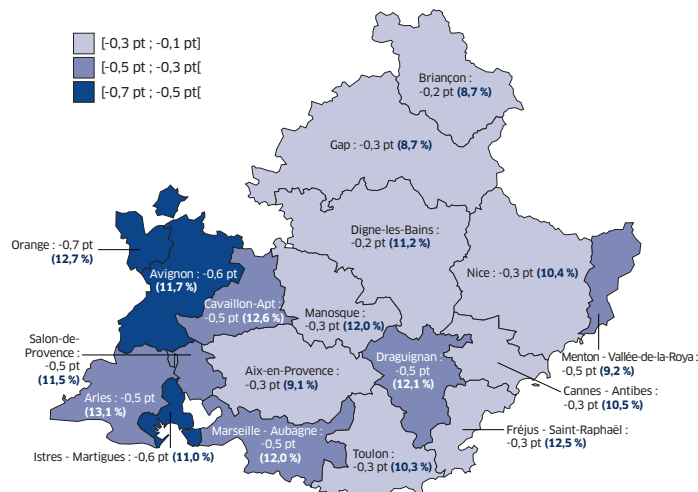 [-0,3 pt ; -0,1 pt]
[-0,5 pt ; -0,3 pt[
[-0,7 pt ; -0,5 pt[
Briançon :
-0,2 pt (8,7 %)
Gap : -0,3 pt (8,7 %)
Digne-les-Bains :
-0,2 pt (11,2 %)
Orange : -0,7 pt
(12,7 %)
Avignon : -0,6 pt
(11,7 %)
Nice : -0,3 pt (10,4 %)
Cavaillon-Apt :
-0,5 pt (12,6 %)
Manosque :
-0,3 pt (12,0 %)
Salon-de-
Provence :
-0,5 pt
(11,5 %)
Aix-en-Provence :
-0,3 pt (9,1 %)
Draguignan :
-0,5 pt
(12,1 %)
Menton - Vallée-de-la-Roya :
-0,5 pt (9,2 %)
Cannes - Antibes :
-0,3 pt (10,5 %)
Arles : -0,5 pt
(13,1 %)
Marseille - Aubagne :
-0,5 pt
(12,0 %)
Fréjus - Saint-Raphaël :
-0,3 pt (12,5 %)
Istres - Martigues : -0,6 pt (11,0 %)
Toulon :
-0,3 pt (10,3 %)